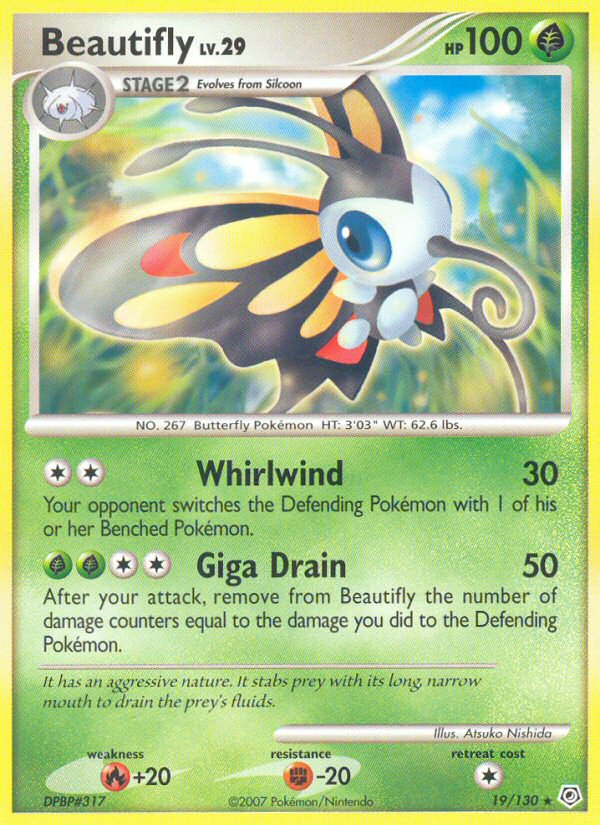 Beautifly LV.29 HP 100
STAGE2 Evolves from Silcoon
NO. 267 Butterfly Pokémon HT: 3'03" WT: 62.6 lbs.
Whirlwind 30
Your opponent switches the Defending Pokémon with 1 of his
or her Benched Pokémon.
Giga Drain 50
After your attack, remove from Beautifly the number of
damage counters equal to the damage you did to the Defending
Pokémon.
It has an aggressive nature. It stabs prey with its long, narrow
mouth to drain the prey's fluids.
Illus. Atsuko Nishida
weakness resistance retreat cost
+20 -20
DPBP#317 ©2007 Pokémon/Nintendo 19/130 ★